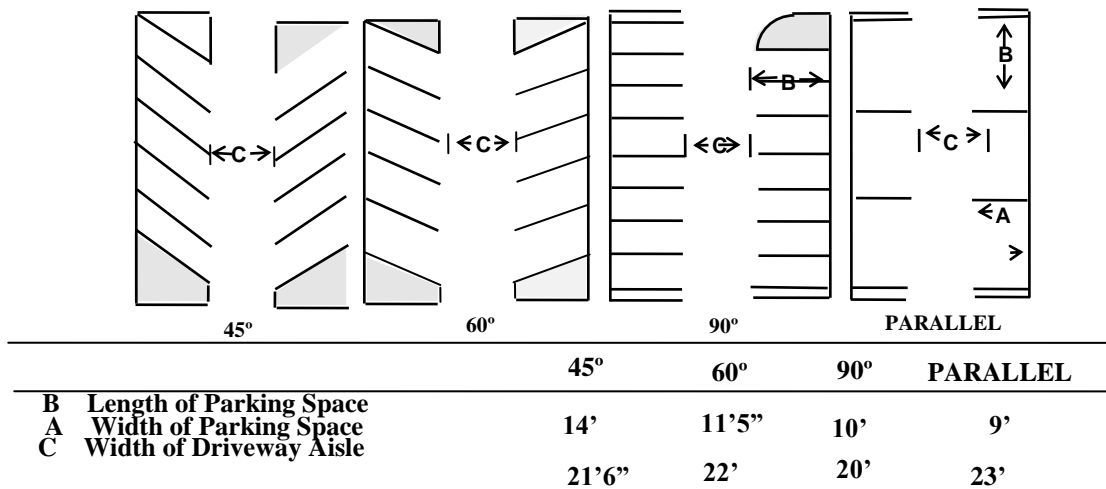 B
B
C
C
C
C
A
45º 60º 90º PARALLEL
45º 60º 90º PARALLEL
B Length of Parking Space
A Width of Parking Space 14’ 11’5” 10’ 9’
C Width of Driveway Aisle
21’6” 22’ 20’ 23’